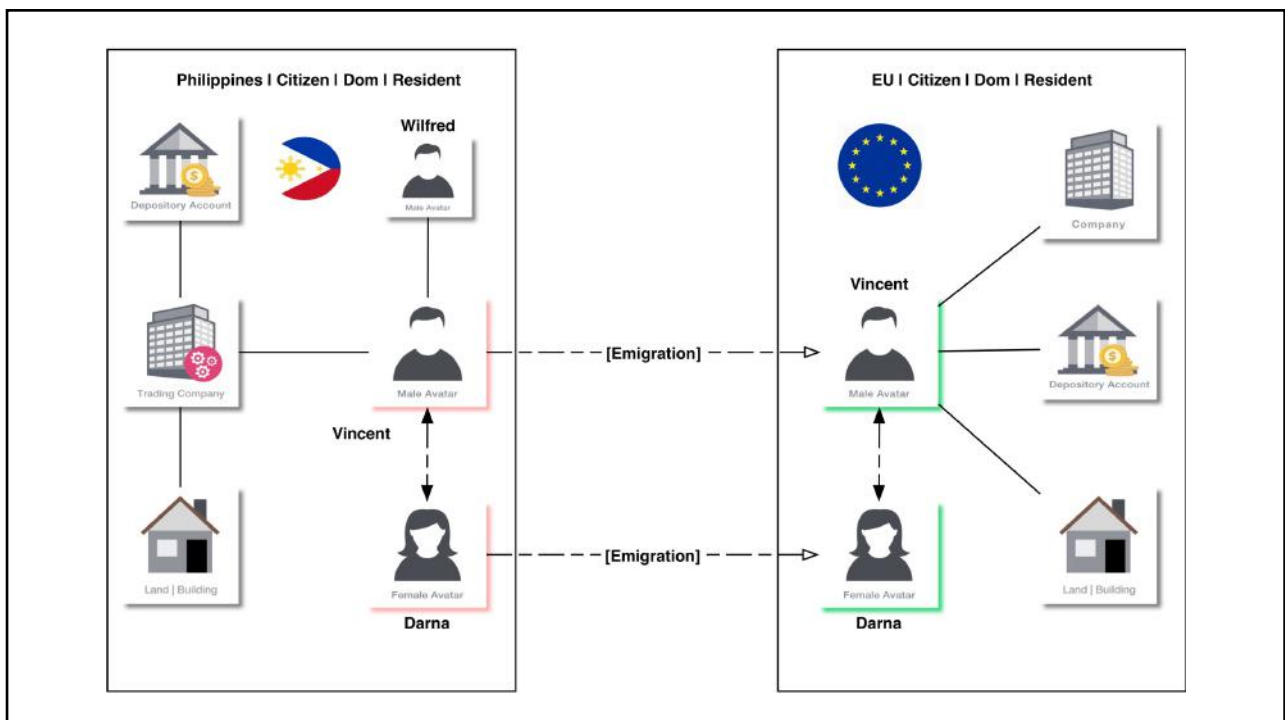 Philippines | Citizen | Dom | Resident
Wilfred
Depository Account
Male Avatar
Trading Company
Male Avatar
Vincent
Land | Building
Female Avatar
Darna
[Emigration]
[Emigration]
EU | Citizen | Dom | Resident
Company
Vincent
Male Avatar
Depository Account
Female Avatar
Darna
Land | Building